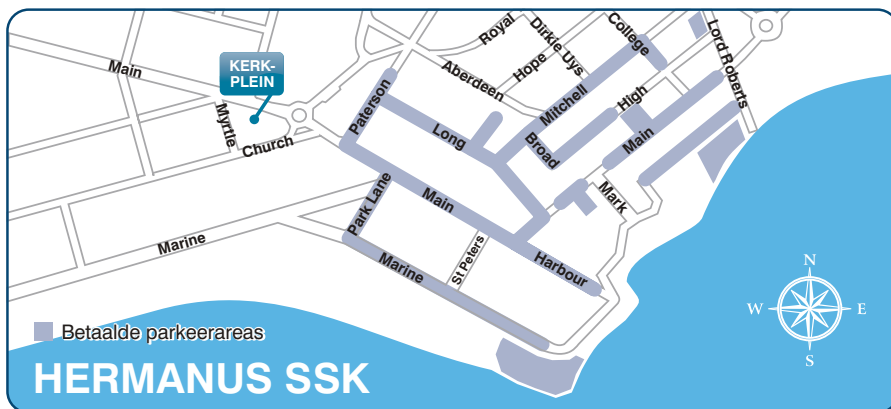 KERK-
PLEIN
Main
Myrtle
Church
Marine
Paterson
Long
Aberdeen
Royal
Hope
Dirkie Uys
College
Mitchell
Broad
High
Main
Lord Roberts
Mark
Park Lane
Main
St Peters
Harbour
Marine
N
W
E
S
Betaalde parkeerareas
HERMANUS SSK